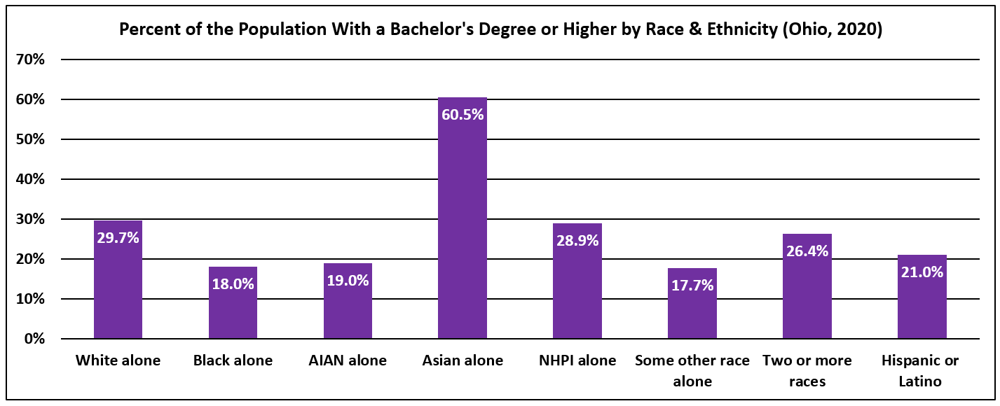 Percent of the Population With a Bachelor's Degree or Higher by Race & Ethnicity (Ohio, 2020)
70%
60%
50%
40%
30%
20%
10%
0%
29.7%
18.0%
19.0%
60.5%
28.9%
17.7%
26.4%
21.0%
White alone
Black alone
AIAN alone
Asian alone
NHPI alone
Some other race
alone
Two or more
races
Hispanic or
Latino